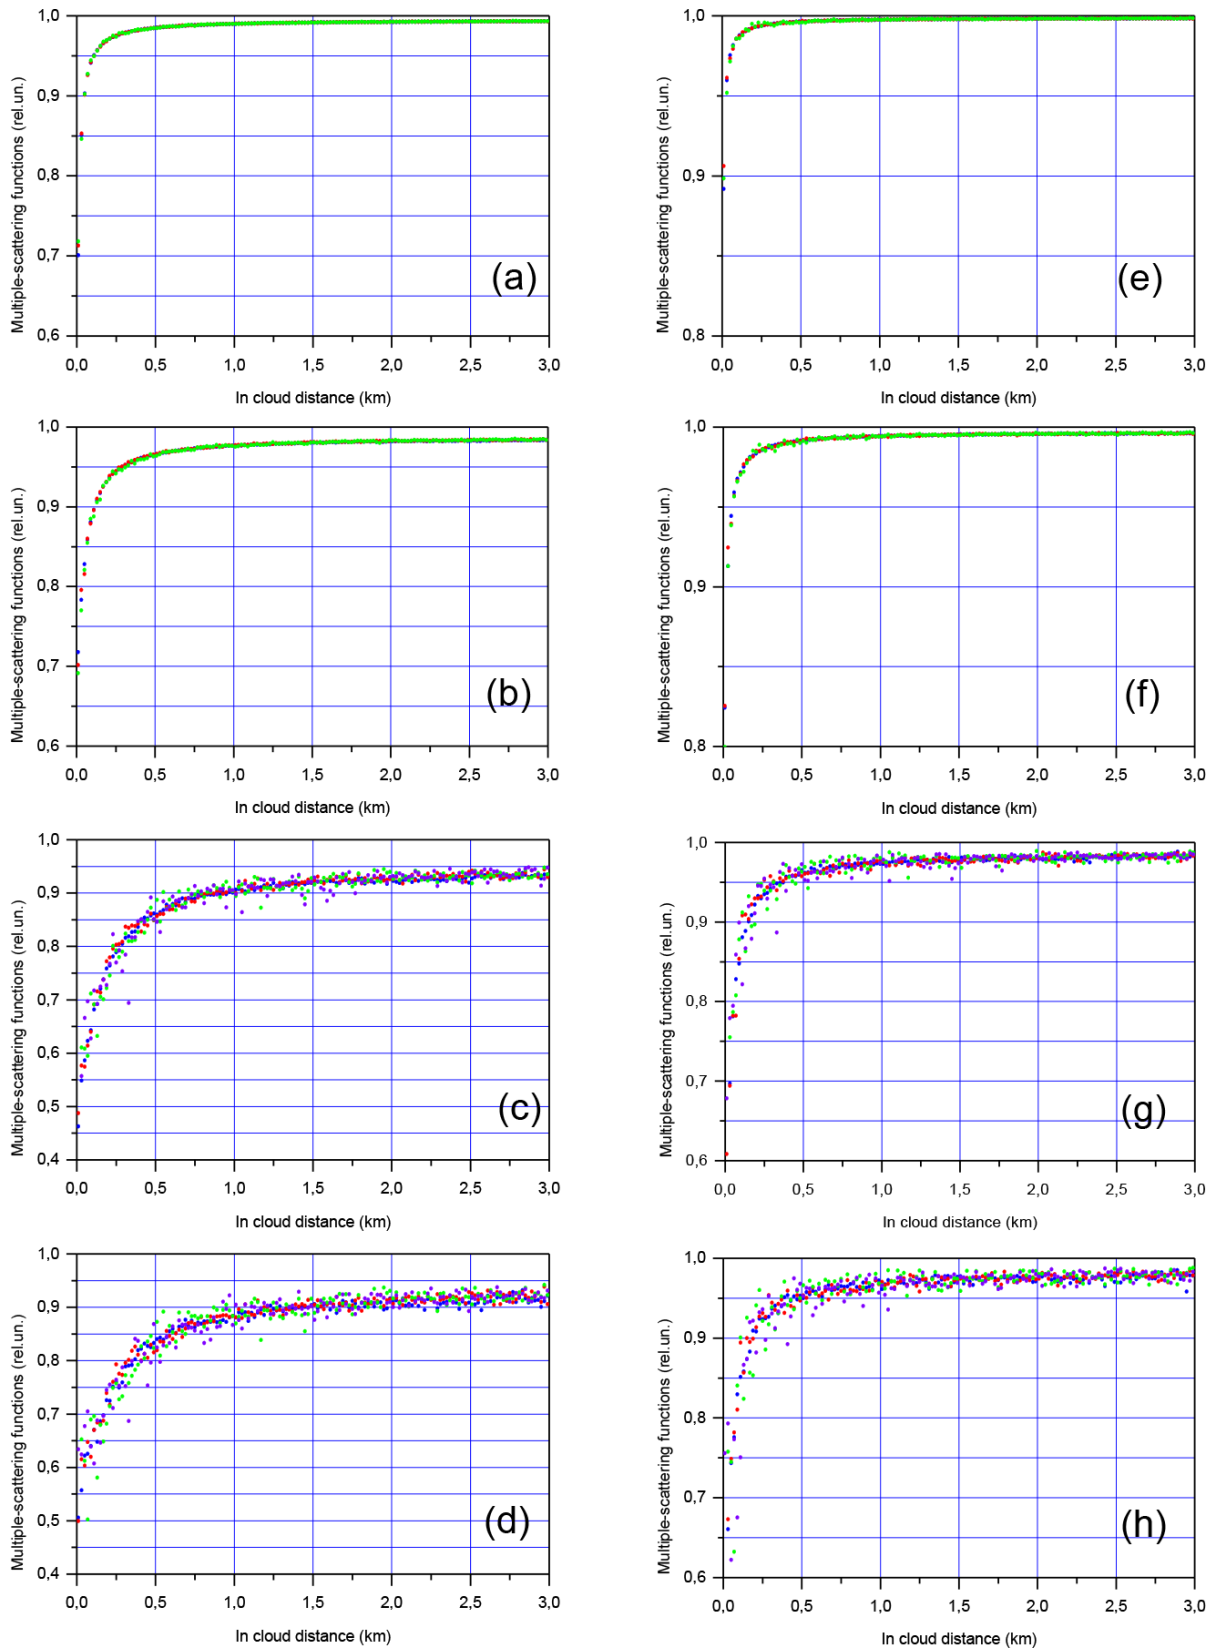 Multiple-scattering functions (rel.un.)
1,0
0,9
0,8
0,7
0,6
0,0 0,5 1,0 1,5 2,0 2,5 3,0
In cloud distance (km)
(a)
Multiple-scattering functions (rel.un.)
1,0
0,9
0,8
0,0 0,5 1,0 1,5 2,0 2,5 3,0
In cloud distance (km)
(e)
Multiple-scattering functions (rel.un.)
1,0
0,9
0,8
0,7
0,6
0,0 0,5 1,0 1,5 2,0 2,5 3,0
In cloud distance (km)
(b)
Multiple-scattering functions (rel.un.)
1,0
0,9
0,8
0,0 0,5 1,0 1,5 2,0 2,5 3,0
In cloud distance (km)
(f)
Multiple-scattering functions (rel.un.)
1,0
0,9
0,8
0,7
0,6
0,5
0,4
0,0 0,5 1,0 1,5 2,0 2,5 3,0
In cloud distance (km)
(c)
Multiple-scattering functions (rel.un.)
1,0
0,9
0,8
0,7
0,6
0,0 0,5 1,0 1,5 2,0 2,5 3,0
In cloud distance (km)
(g)
Multiple-scattering functions (rel.un.)
1,0
0,9
0,8
0,7
0,6
0,5
0,4
0,0 0,5 1,0 1,5 2,0 2,5 3,0
In cloud distance (km)
(d)
Multiple-scattering functions (rel.un.)
1,0
0,9
0,8
0,7
0,6
0,0 0,5 1,0 1,5 2,0 2,5 3,0
In cloud distance (km)
(h)